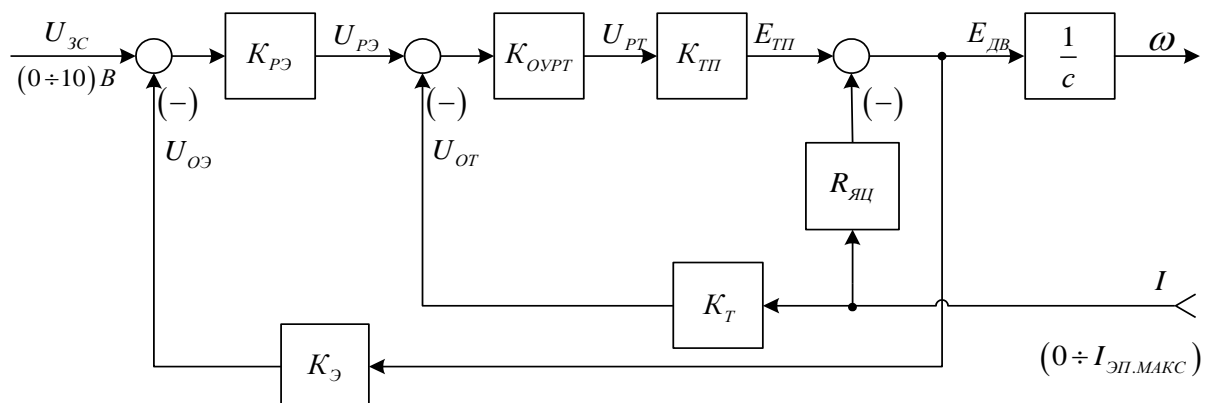 U_ЗС
(0÷10)В
K_РЭ
U_РЭ
K_ОУРТ
U_РТ
K_ТП
E_ТП
E_ДВ
1
с
ω
(−)
(−)
(−)
U_ОЭ
U_ОТ
R_ЯЦ
K_Т
I
K_Э
(0÷I_ЭП.МАКС)